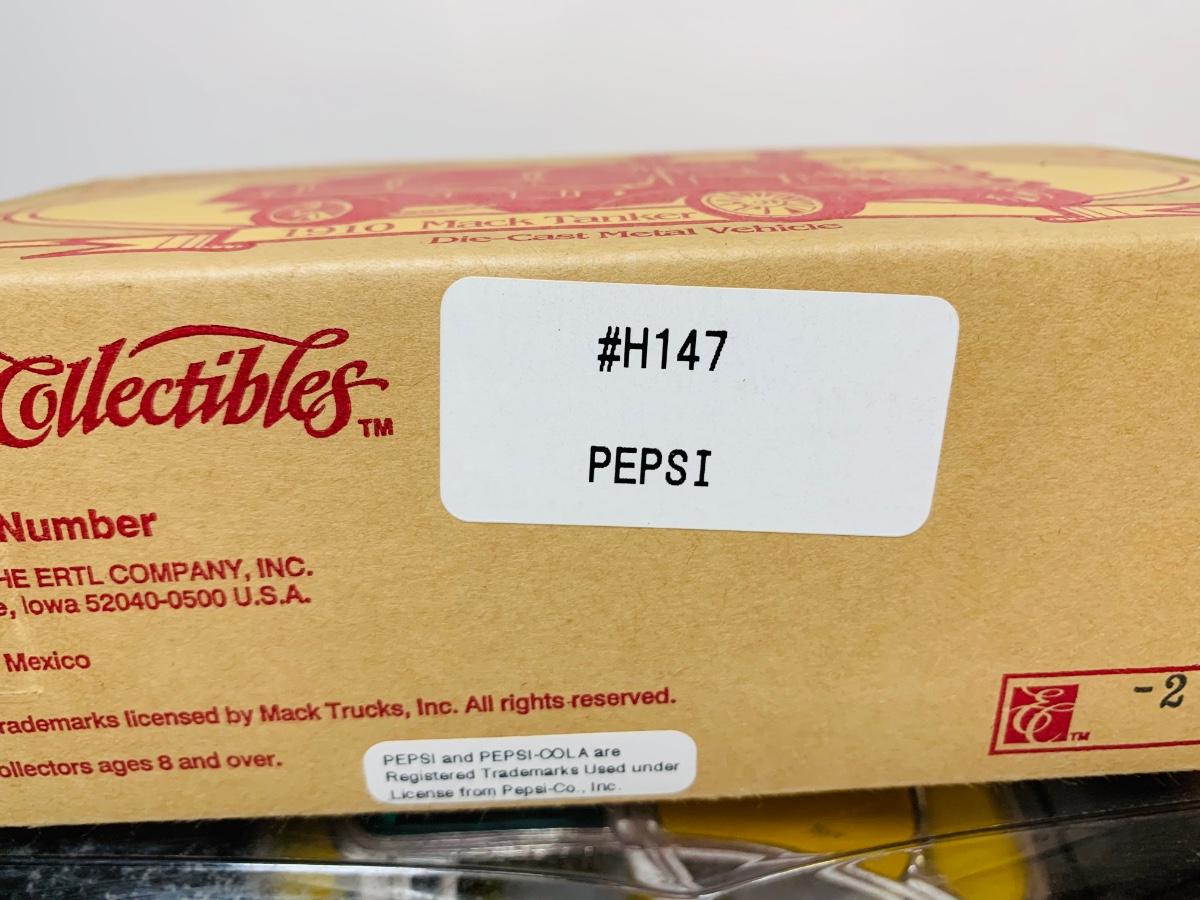 1910 Mack Tanker
Die-Cast Metal Vehicle
Collectibles™
#H147
PEPSI
Number
HE ERTL COMPANY, INC.
e, Iowa 52040-0500 U.S.A.
Mexico
rademarks licensed by Mack Trucks, Inc. All rights reserved.
ollectors ages 8 and over.
PEPSI and PEPSI-COLA are
Registered Trademarks Used under
License from Pepsi-Co., Inc.
E TM
-2